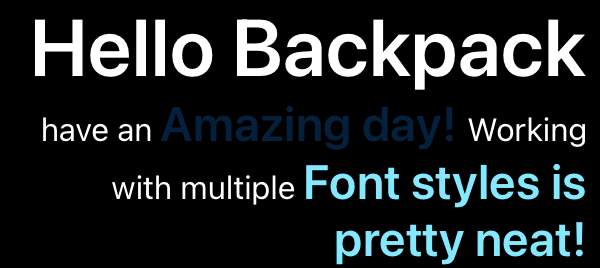 Hello Backpack
have an Amazing day! Working
with multiple Font styles is
pretty neat!